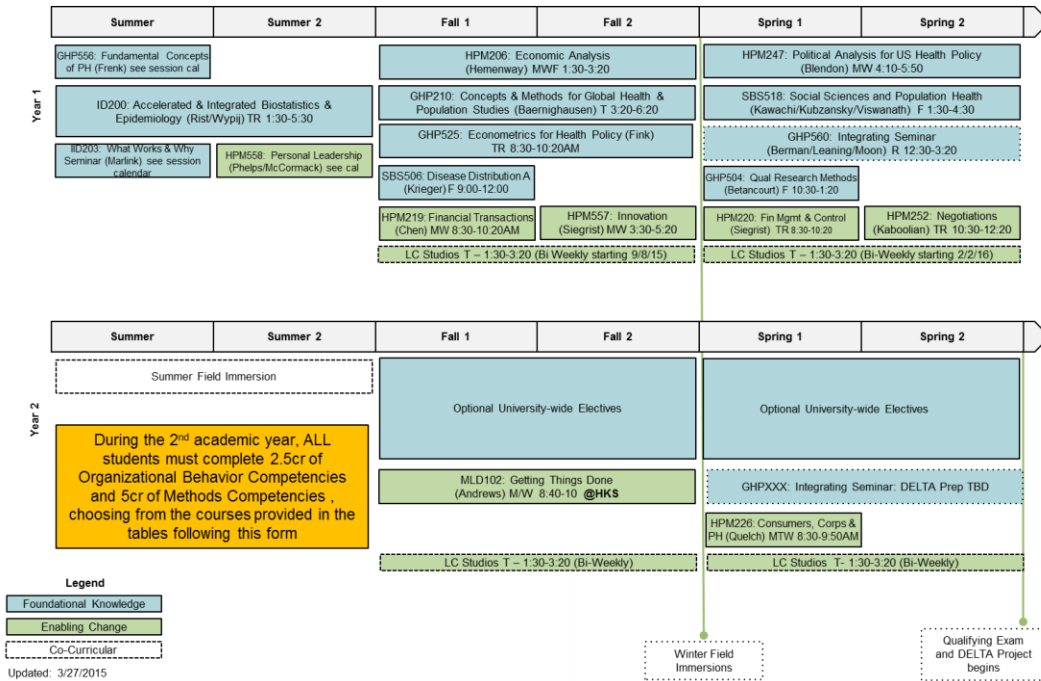 Summer
Summer 2
Fall 1
Fall 2
Spring 1
Spring 2
Year 1
GHP556: Fundamental Concepts
of PH (Frenk) see session cal
HPM206: Economic Analysis
(Hemenway) MWF 1:30-3:20
HPM247: Political Analysis for US Health Policy
(Blendon) MW 4:10-5:50
ID200: Accelerated & Integrated Biostatistics &
Epidemiology (Rist/Wypij) TR 1:30-5:30
GHP210: Concepts & Methods for Global Health &
Population Studies (Baernighausen) T 3:20-6:20
SBS518: Social Sciences and Population Health
(Kawachi/Kubzansky/Viswanath) F 1:30-4:30
GHP525: Econometrics for Health Policy (Fink)
TR 8:30-10:20AM
GHP560: Integrating Seminar
(Berman/Leaning/Moon) R 12:30-3:20
IID203: What Works & Why
Seminar (Marlink) see session
calendar
HPM558: Personal Leadership
(Phelps/McCormack) see cal
SBS506: Disease Distribution A
(Krieger) F 9:00-12:00
GHP504: Qual Research Methods
(Betancourt) F 10:30-1:20
HPM219: Financial Transactions
(Chen) MW 8:30-10:20AM
HPM557: Innovation
(Siegrist) MW 3:30-5:20
HPM220: Fin Mgmt & Control
(Siegrist) TR 8:30-10:20
HPM252: Negotiations
(Kaboolian) TR 10:30-12:20
LC Studios T – 1:30-3:20 (Bi Weekly starting 9/8/15)
LC Studios T – 1:30-3:20 (Bi-Weekly starting 2/2/16)
Summer
Summer 2
Fall 1
Fall 2
Spring 1
Spring 2
Year 2
Summer Field Immersion
Optional University-wide Electives
Optional University-wide Electives
During the 2nd academic year, ALL
students must complete 2.5cr of
Organizational Behavior Competencies
and 5cr of Methods Competencies ,
choosing from the courses provided in the
tables following this form
MLD102: Getting Things Done
(Andrews) M/W 8:40-10 @HKS
GHPXXX: Integrating Seminar: DELTA Prep TBD
HPM226: Consumers, Corps &
PH (Quelch) MTW 8:30-9:50AM
LC Studios T – 1:30-3:20 (Bi-Weekly)
LC Studios T- 1:30-3:20 (Bi-Weekly)
Legend
Foundational Knowledge
Enabling Change
Co-Curricular
Updated: 3/27/2015
Winter Field
Immersions
Qualifying Exam
and DELTA Project
begins